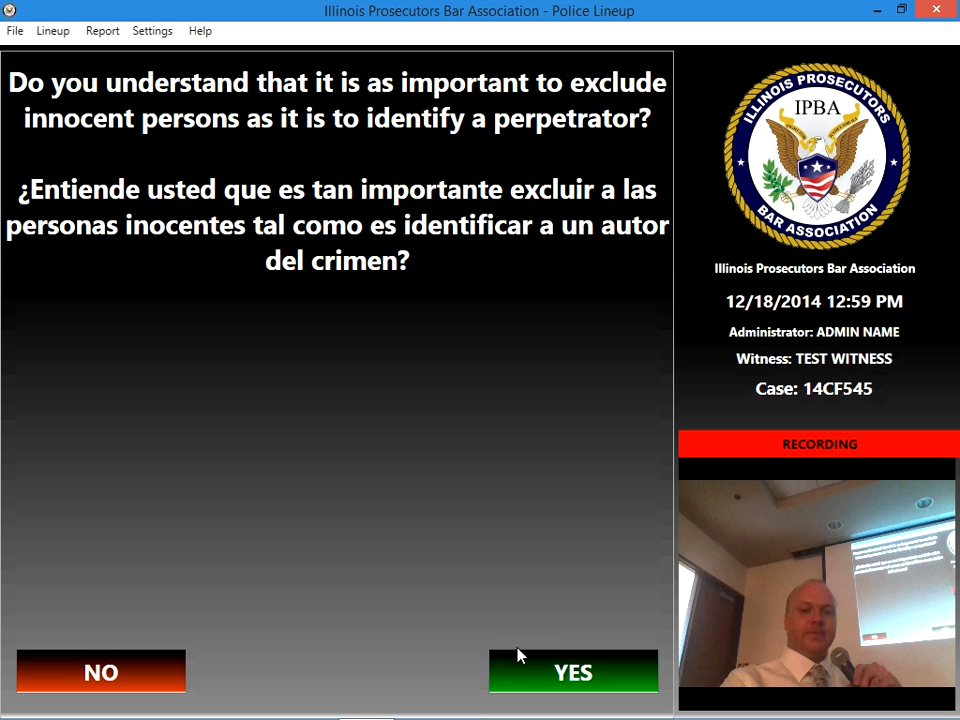 Illinois Prosecutors Bar Association - Police Lineup
File Lineup Report Settings Help
Do you understand that it is as important to exclude
innocent persons as it is to identify a perpetrator?
¿Entiende usted que es tan importante excluir a las
personas inocentes tal como es identificar a un autor
del crimen?
NO
YES
ILLINOIS PROSECUTORS
IPBA
BAR ASSOCIATION
Illinois Prosecutors Bar Association
12/18/2014 12:59 PM
Administrator: ADMIN NAME
Witness: TEST WITNESS
Case: 14CF545
RECORDING